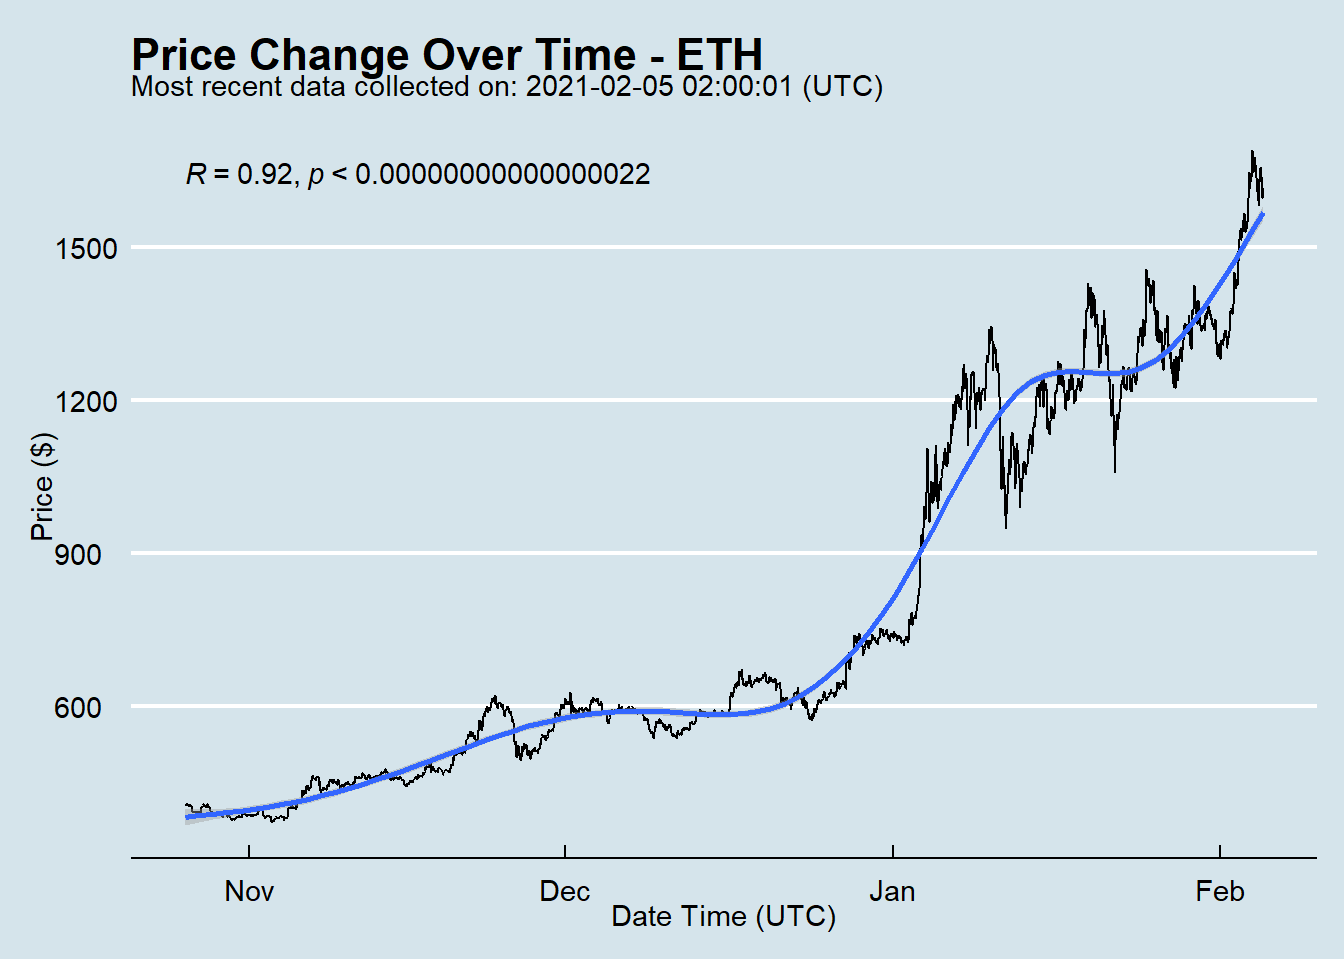 Price Change Over Time - ETH
Most recent data collected on: 2021-02-05 02:00:01 (UTC)
R = 0.92, p < 0.00000000000000022
1500
1200
900
600
Price ($)
Nov Dec Jan Feb
Date Time (UTC)